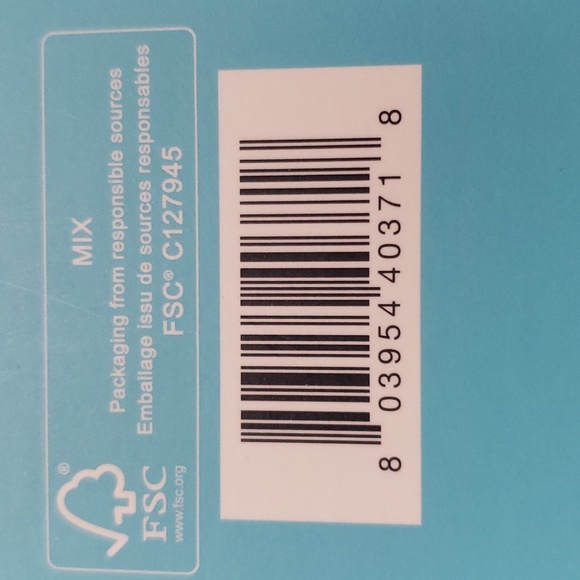 MIX
Packaging from responsible sources
Emballage issu de sources responsables
FSC® C127945
®
FSC
www.fsc.org
8 03954 40371 8